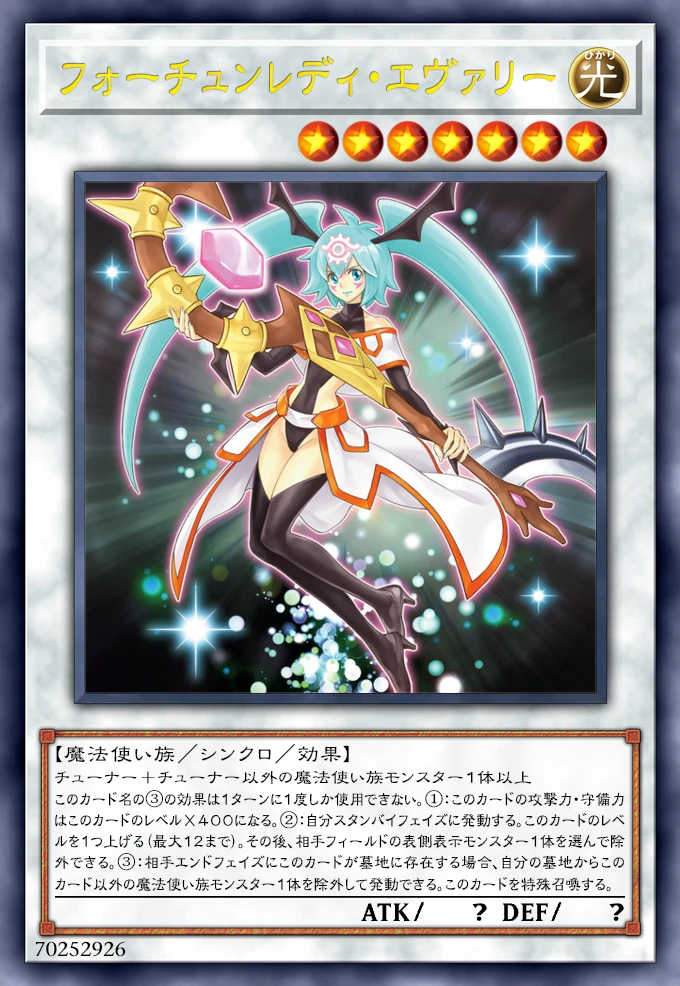 フォーチュンレディ・エヴァリー
ひかり
光
【魔法使い族／シンクロ／効果】
チューナー＋チューナー以外の魔法使い族モンスター１体以上
このカード名の③の効果は１ターンに１度しか使用できない。①：このカードの攻撃力・守備力
はこのカードのレベル×４００になる。②：自分スタンバイフェイズに発動する。このカードのレベ
ルを１つ上げる（最大１２まで）。その後、相手フィールドの表側表示モンスター１体を選んで除
外できる。③：相手エンドフェイズにこのカードが墓地に存在する場合、自分の墓地からこの
カード以外の魔法使い族モンスター１体を除外して発動できる。このカードを特殊召喚する。
ATK/ ? DEF/ ?
70252926